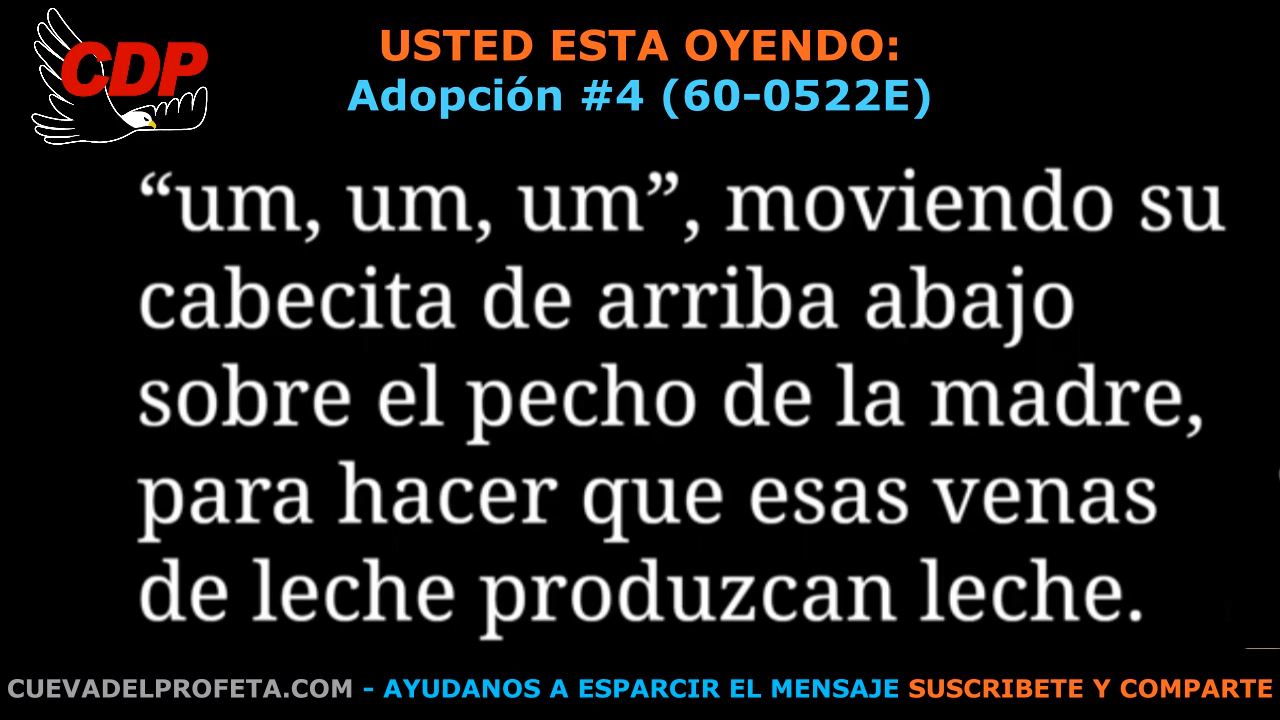 CDP
USTED ESTA OYENDO:
Adopción #4 (60-0522E)
“um, um, um”, moviendo su
cabecita de arriba abajo
sobre el pecho de la madre,
para hacer que esas venas
de leche produzcan leche.
CUEVADELPROFETA.COM - AYUDANOS A ESPARCIR EL MENSAJE SUSCRIBETE Y COMPARTE